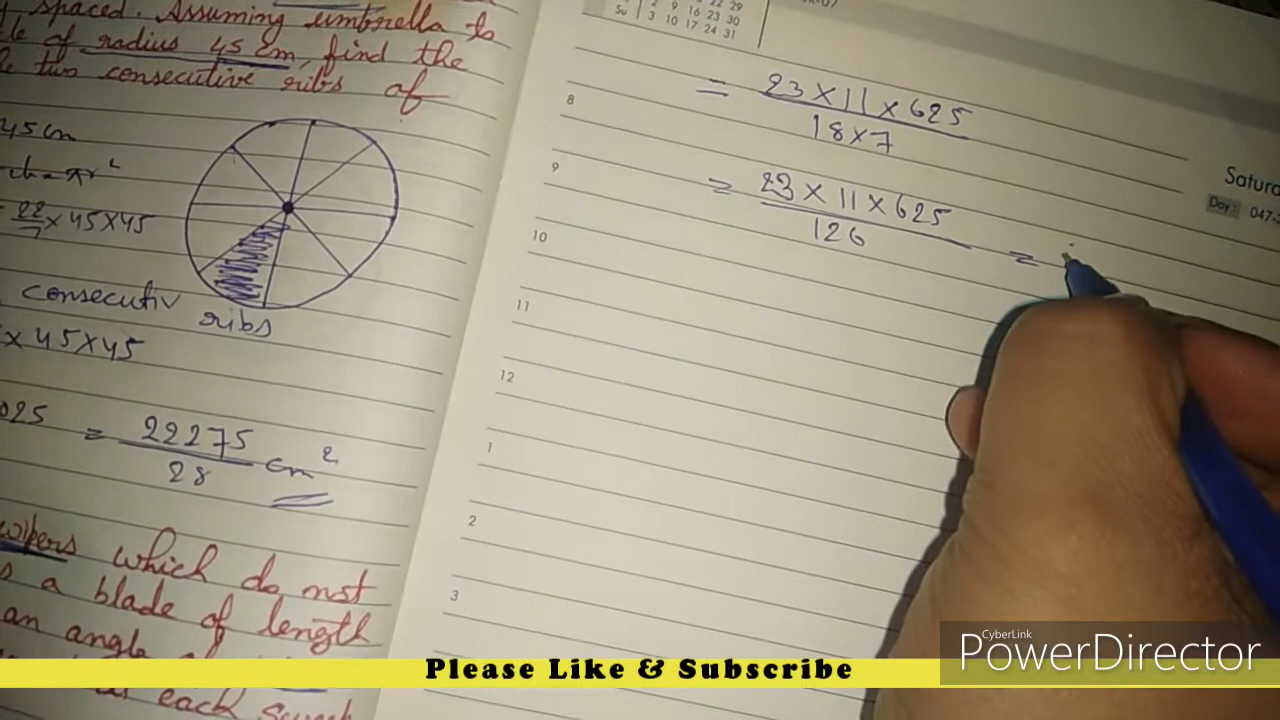 spaced. Assuming umbrella to
of radius 45 cm, find the
two consecutive ribs of
45 cm
πr²
22/7 × 45 × 45
consecutiv ribs
× 45 × 45
025 = 22275/28 cm²
wipers which do not
a blade of length
an angle
each
Su 3 10 17 24 31
9 16 23 30
22 29
= 23 × 11 × 625 / 18 × 7
= 23 × 11 × 625 / 126 =
8
9
10
11
12
1
2
3
Satur
Day: 047
Please Like & Subscribe
CyberLink
PowerDirector